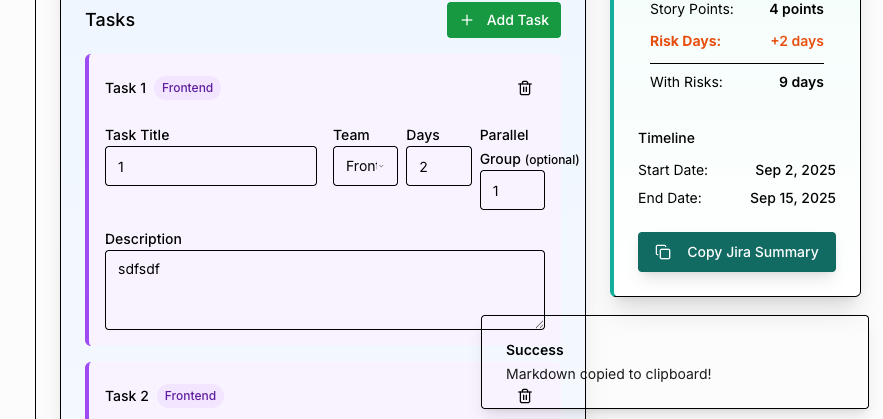 Tasks
Add Task
Task 1 Frontend
Task Title
1
Team
Front
Days
2
Parallel
Group (optional)
1
Description
sdfsdf
Task 2 Frontend
Story Points: 4 points
Risk Days: +2 days
With Risks: 9 days
Timeline
Start Date: Sep 2, 2025
End Date: Sep 15, 2025
Copy Jira Summary
Success
Markdown copied to clipboard!